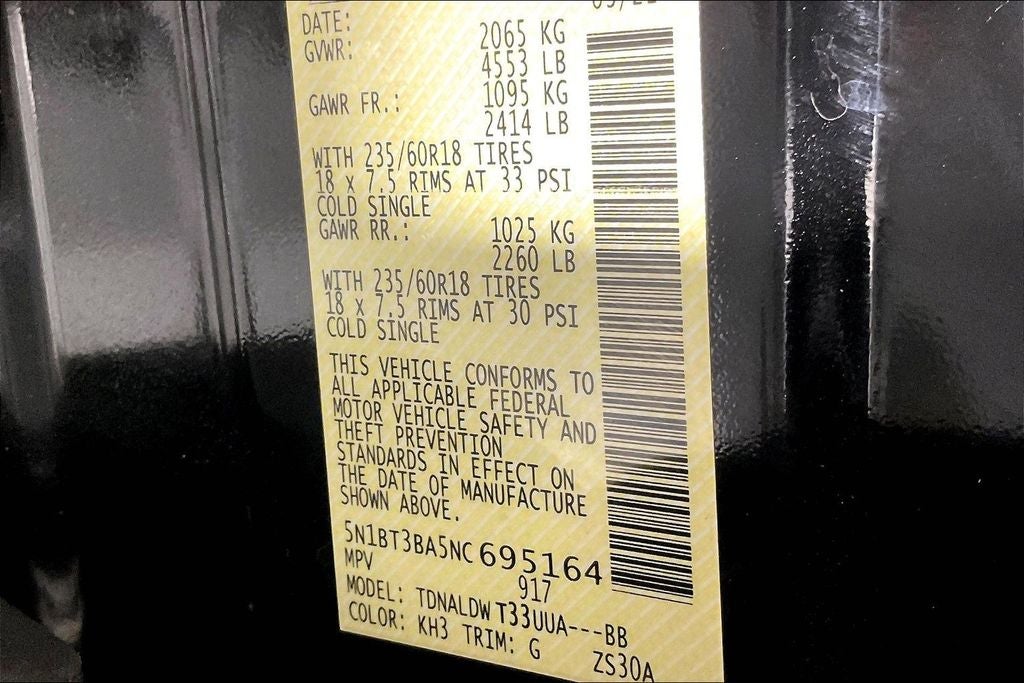 DATE:
GVWR: 2065 KG
4553 LB
GAWR FR.: 1095 KG
2414 LB
WITH 235/60R18 TIRES
18 x 7.5 RIMS AT 33 PSI
COLD SINGLE
GAWR RR.: 1025 KG
2260 LB
WITH 235/60R18 TIRES
18 x 7.5 RIMS AT 30 PSI
COLD SINGLE
THIS VEHICLE CONFORMS TO
ALL APPLICABLE FEDERAL
MOTOR VEHICLE SAFETY AND
THEFT PREVENTION
STANDARDS IN EFFECT ON
THE DATE OF MANUFACTURE
SHOWN ABOVE.
5N1BT3BA5NC695164
MPV 917
MODEL: TDNALDWT33UUA---BB
COLOR: KH3 TRIM: G ZS30A